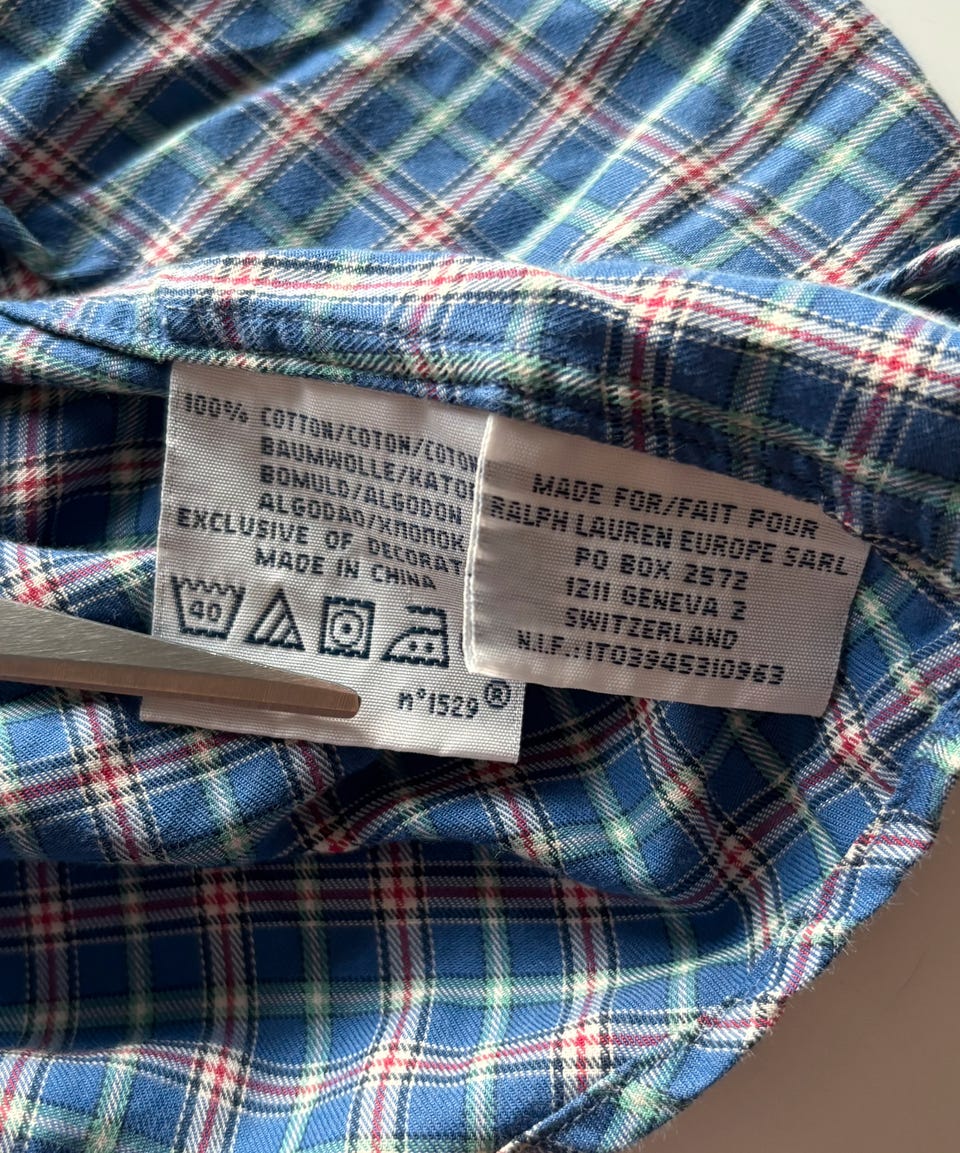 100% COTTON/COTON/COTON
BAUMWOLLE/KATO
BOMULD/ALGODON
ALGODAO/ХЛОПОК
EXCLUSIVE OF DECORAT
MADE IN CHINA
40
n°1529®
MADE FOR/FAIT POUR
RALPH LAUREN EUROPE SARL
PO BOX 2572
1211 GENEVA 2
SWITZERLAND
N.I.F.:IT03945310963